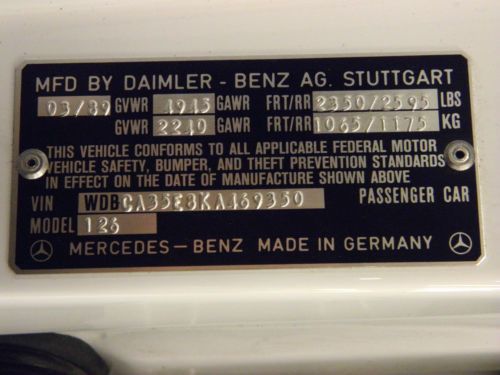 MFD BY DAIMLER - BENZ AG. STUTTGART
03/89 GVWR 4945 GAWR FRT/RR 2350/2595 LBS
GVWR 2240 GAWR FRT/RR 1065/1175 KG
THIS VEHICLE CONFORMS TO ALL APPLICABLE FEDERAL MOTOR
VEHICLE SAFETY, BUMPER, AND THEFT PREVENTION STANDARDS
IN EFFECT ON THE DATE OF MANUFACTURE SHOWN ABOVE
VIN WDBCA35E8KA469350 PASSENGER CAR
MODEL 126
MERCEDES-BENZ MADE IN GERMANY